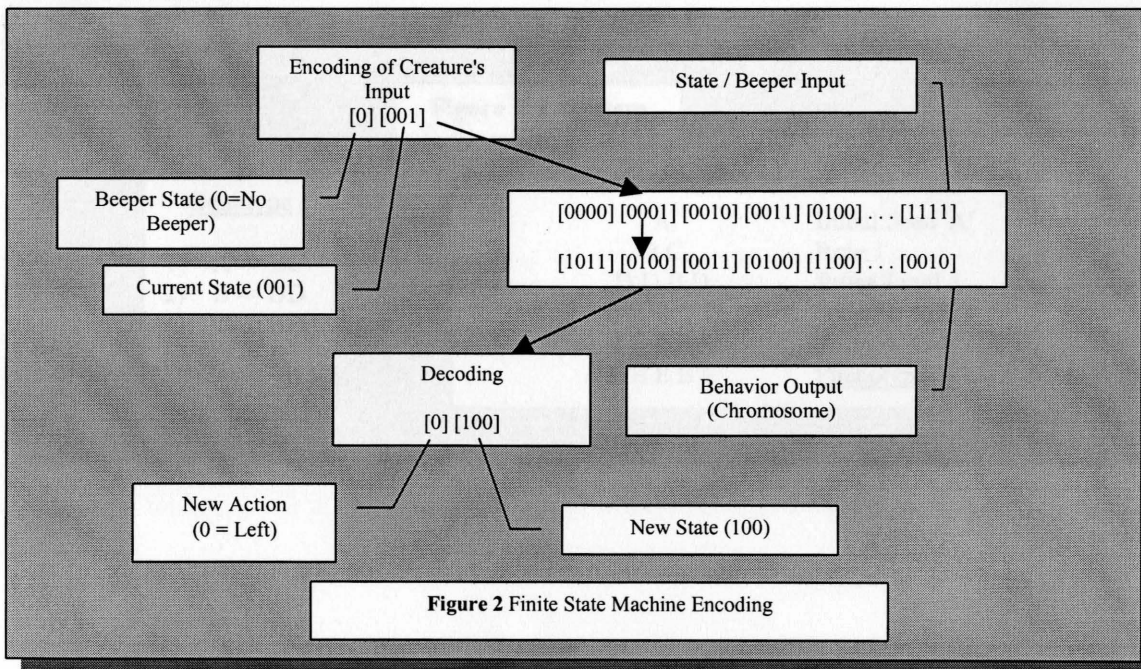 Encoding of Creature's
Input
[0] [001]
State / Beeper Input
Beeper State (0=No
Beeper)
[0000] [0001] [0010] [0011] [0100] . . . [1111]
[1011] [0100] [0011] [0100] [1100] . . . [0010]
Current State (001)
Decoding
[0] [100]
Behavior Output
(Chromosome)
New Action
(0 = Left)
New State (100)
Figure 2 Finite State Machine Encoding